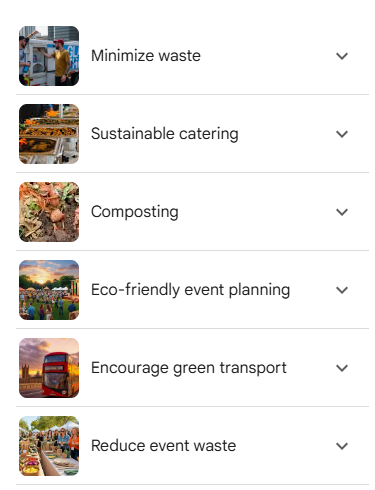 Minimize waste
Sustainable catering
Composting
Eco-friendly event planning
Encourage green transport
Reduce event waste